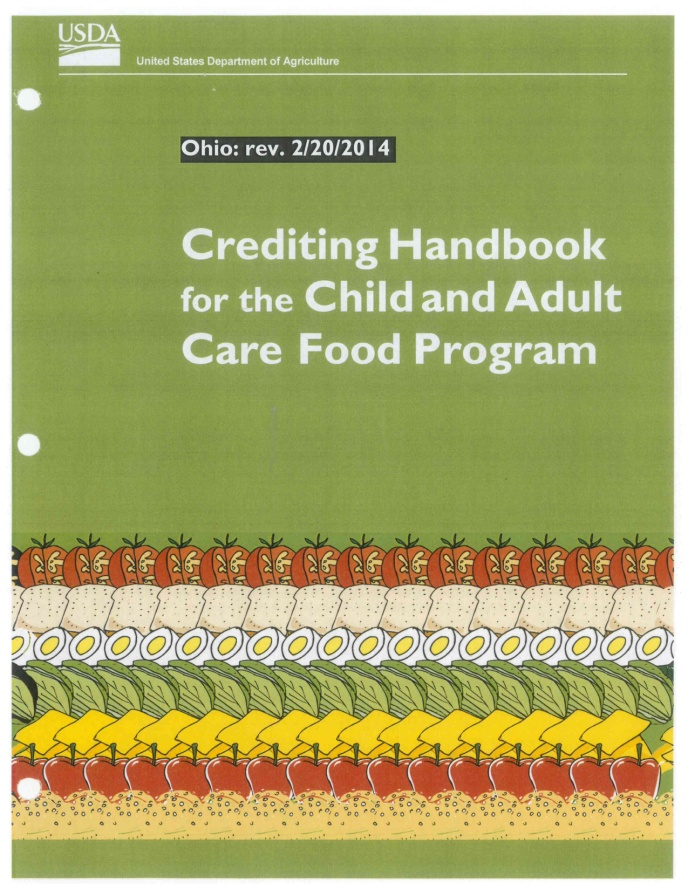 USDA
United States Department of Agriculture
Ohio: rev. 2/20/2014
Crediting Handbook
for the Child and Adult
Care Food Program